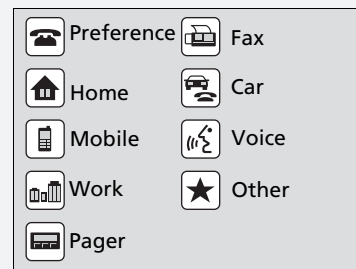 Preference
Home
Mobile
Work
Pager
Fax
Car
Voice
Other